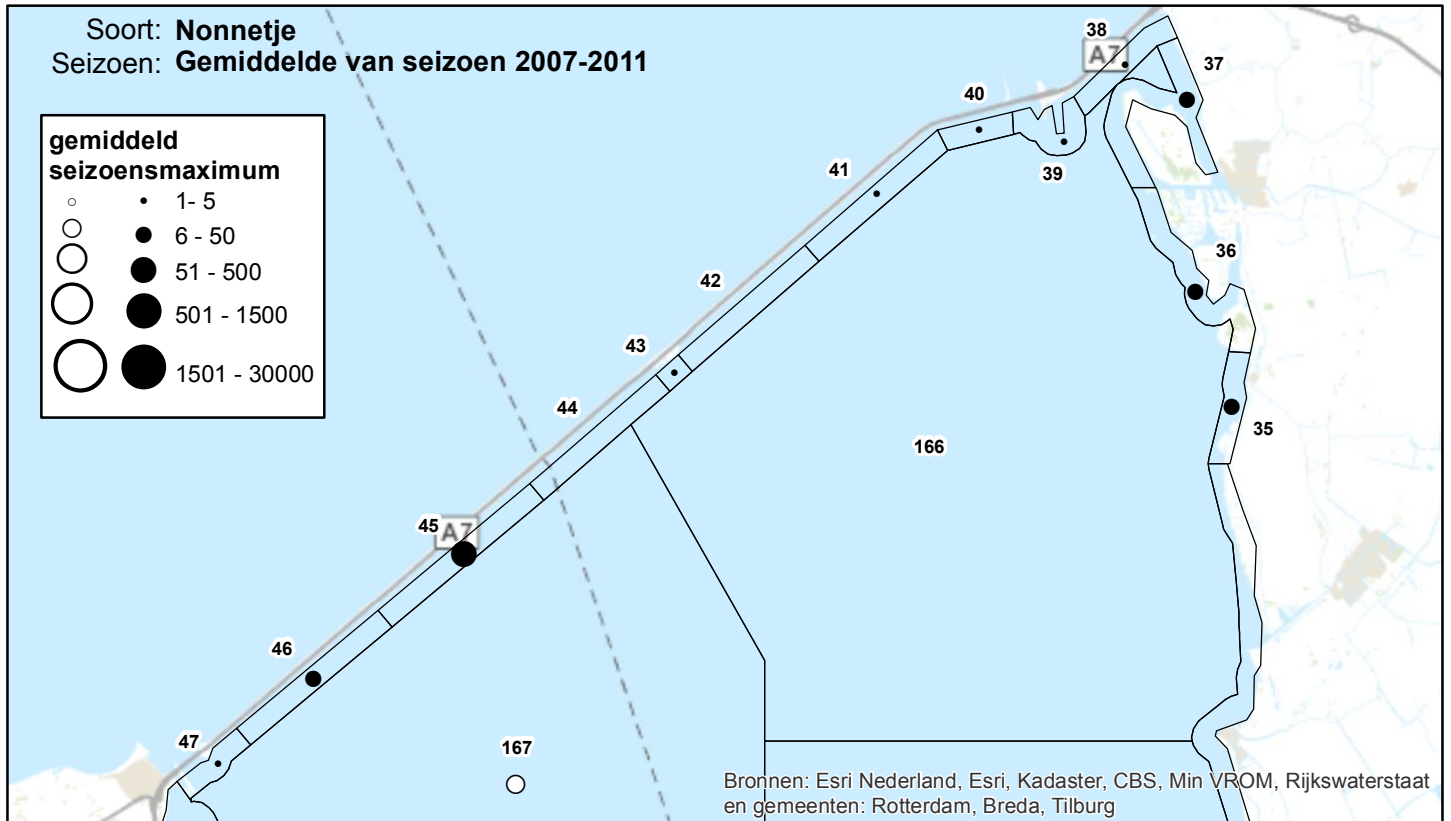 Soort: Nonnetje
Seizoen: Gemiddelde van seizoen 2007-2011
gemiddeld
seizoensmaximum
1- 5
6 - 50
51 - 500
501 - 1500
1501 - 30000
38
A7
37
40
39
41
36
42
43
35
44
166
45
A7
46
47
167
Bronnen: Esri Nederland, Esri, Kadaster, CBS, Min VROM, Rijkswaterstaat
en gemeenten: Rotterdam, Breda, Tilburg